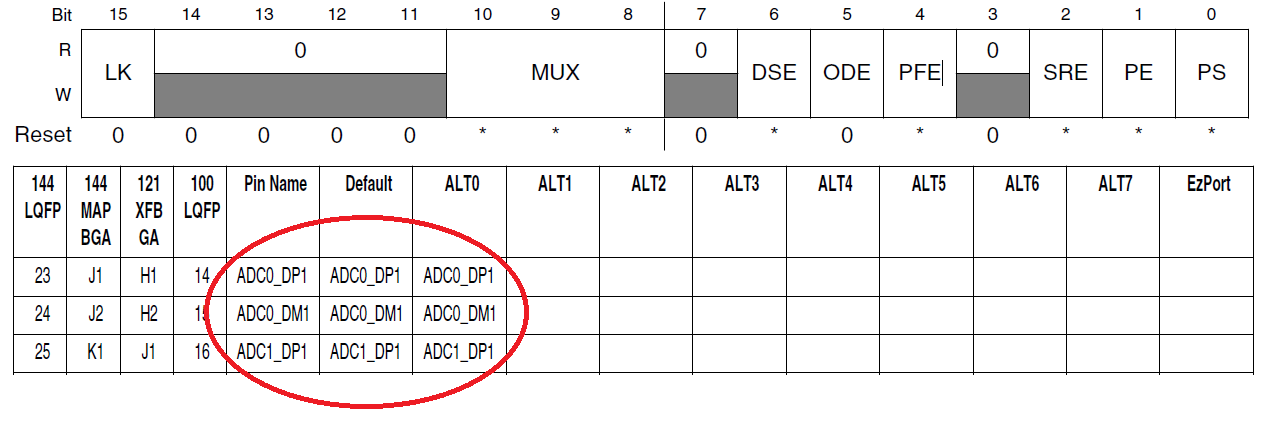 Bit 15 14 13 12 11 10 9 8 7 6 5 4 3 2 1 0
R 0 0 0
LK MUX DSE ODE PFE SRE PE PS
W
Reset 0 0 0 0 0 * * * 0 * 0 * 0 * * *
144 144 121 100 Pin Name Default ALT0 ALT1 ALT2 ALT3 ALT4 ALT5 ALT6 ALT7 EzPort
LQFP MAP XFB LQFP
BGA GA
23 J1 H1 14 ADC0_DP1 ADC0_DP1 ADC0_DP1
24 J2 H2 15 ADC0_DM1 ADC0_DM1 ADC0_DM1
25 K1 J1 16 ADC1_DP1 ADC1_DP1 ADC1_DP1